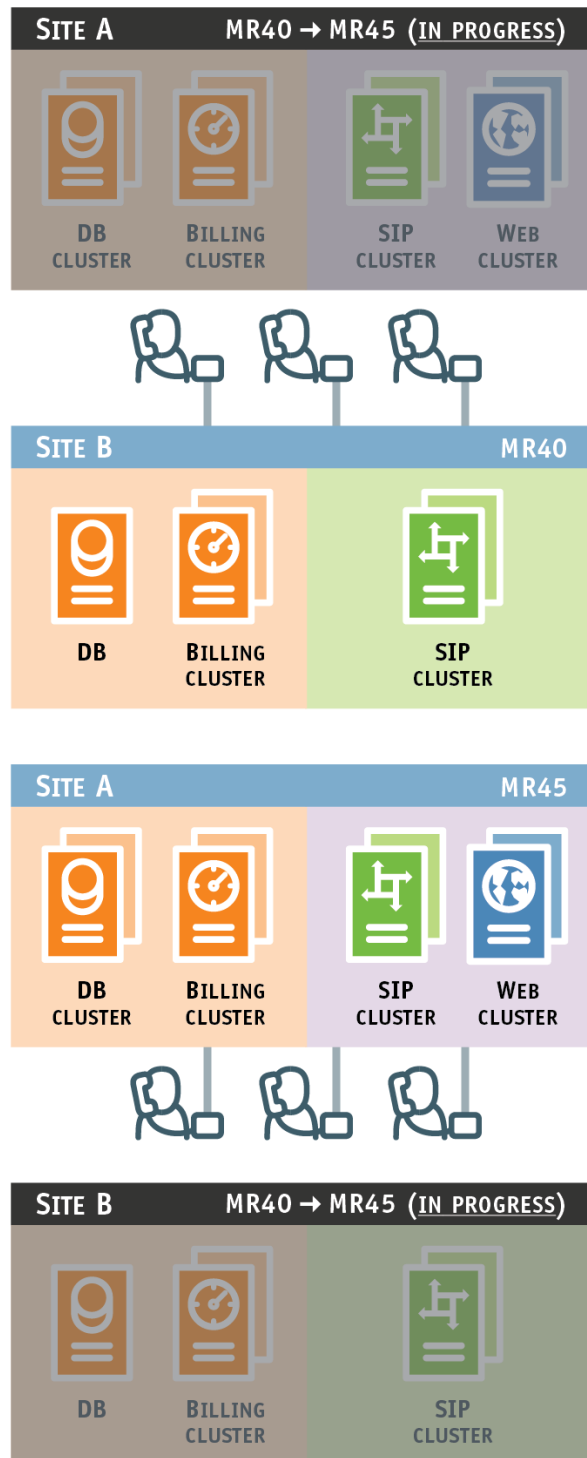 SITE A MR40 → MR45 (IN PROGRESS)
DB CLUSTER
BILLING CLUSTER
SIP CLUSTER
WEB CLUSTER
SITE B MR40
DB
BILLING CLUSTER
SIP CLUSTER
SITE A MR45
DB CLUSTER
BILLING CLUSTER
SIP CLUSTER
WEB CLUSTER
SITE B MR40 → MR45 (IN PROGRESS)
DB
BILLING CLUSTER
SIP CLUSTER